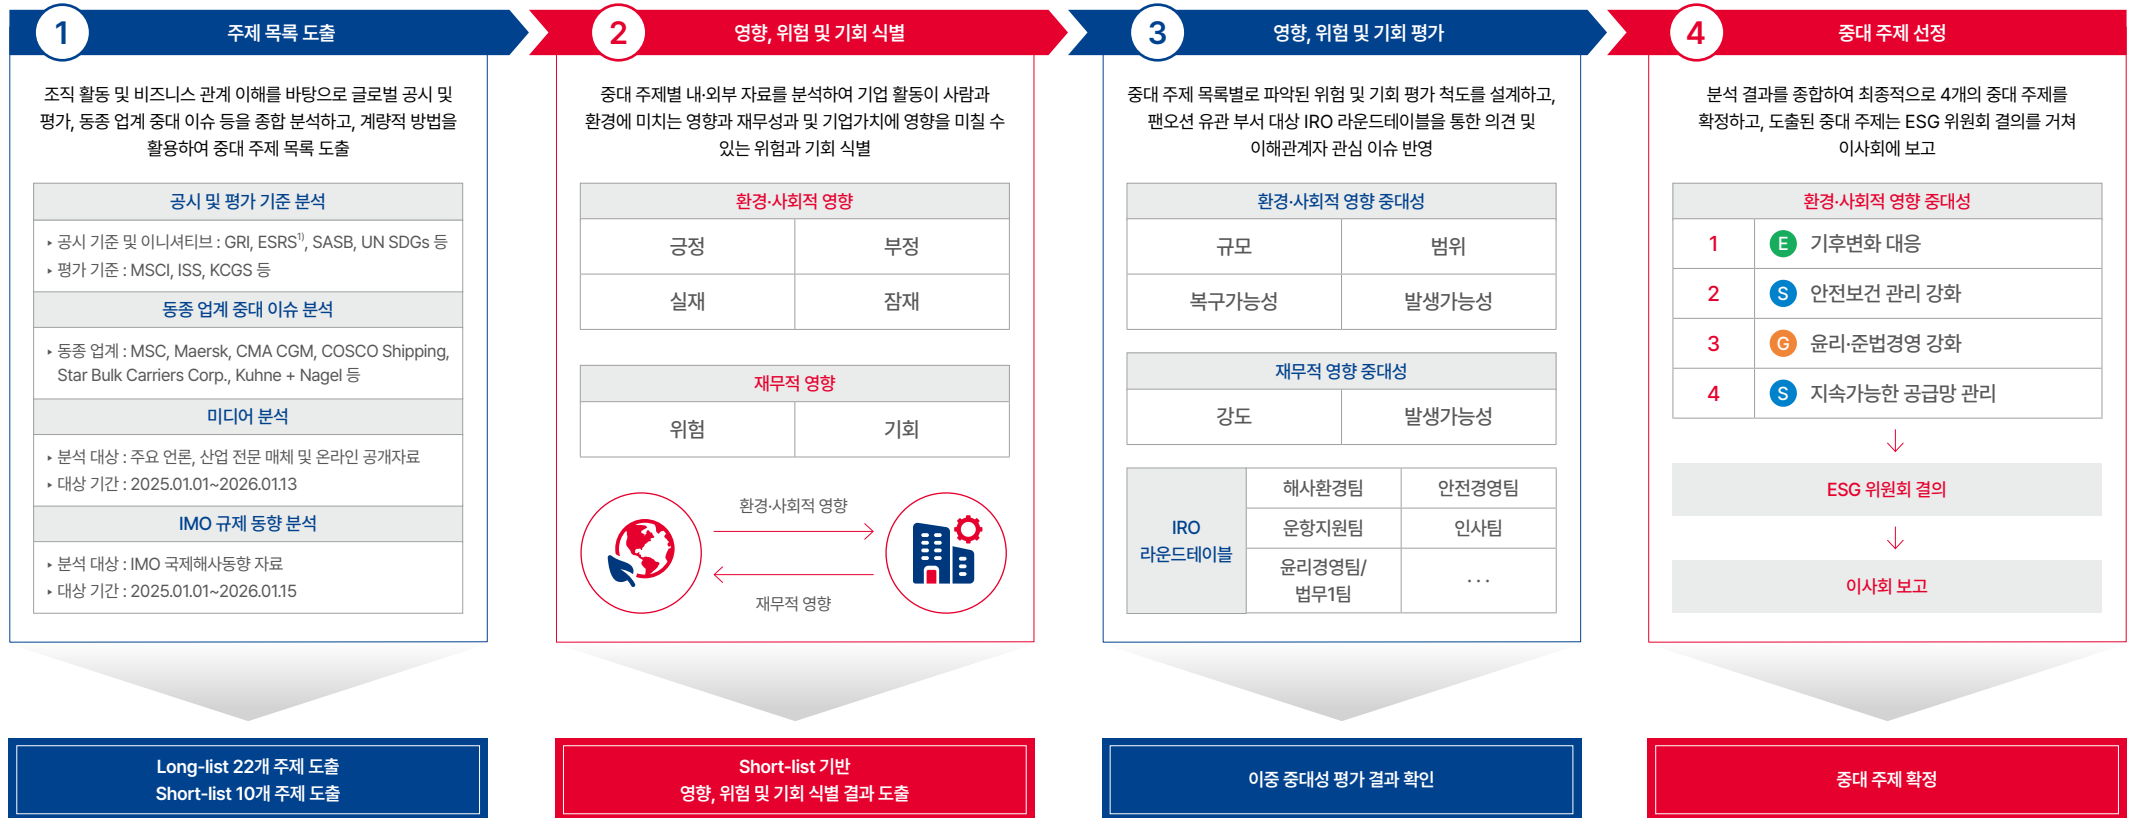 1 주제 목록 도출
조직 활동 및 비즈니스 관계 이해를 바탕으로 글로벌 공시 및
평가, 동종 업계 중대 이슈 등을 종합 분석하고, 계량적 방법을
활용하여 중대 주제 목록 도출
공시 및 평가 기준 분석
‣ 공시 기준 및 이니셔티브 : GRI, ESRS1), SASB, UN SDGs 등
‣ 평가 기준 : MSCI, ISS, KCGS 등
동종 업계 중대 이슈 분석
‣ 동종 업계 : MSC, Maersk, CMA CGM, COSCO Shipping,
Star Bulk Carriers Corp., Kuhne + Nagel 등
미디어 분석
‣ 분석 대상 : 주요 언론, 산업 전문 매체 및 온라인 공개자료
‣ 대상 기간 : 2025.01.01~2026.01.13
IMO 규제 동향 분석
‣ 분석 대상 : IMO 국제해사동향 자료
‣ 대상 기간 : 2025.01.01~2026.01.15
Long-list 22개 주제 도출
Short-list 10개 주제 도출
2 영향, 위험 및 기회 식별
중대 주제별 내·외부 자료를 분석하여 기업 활동이 사람과
환경에 미치는 영향과 재무성과 및 기업가치에 영향을 미칠 수
있는 위험과 기회 식별
환경·사회적 영향
긍정 부정
실재 잠재
재무적 영향
위험 기회
환경·사회적 영향
재무적 영향
Short-list 기반
영향, 위험 및 기회 식별 결과 도출
3 영향, 위험 및 기회 평가
중대 주제 목록별로 파악된 위험 및 기회 평가 척도를 설계하고,
팬오션 유관 부서 대상 IRO 라운드테이블을 통한 의견 및
이해관계자 관심 이슈 반영
환경·사회적 영향 중대성
규모 범위
복구가능성 발생가능성
재무적 영향 중대성
강도 발생가능성
IRO
라운드테이블
해사환경팀 안전경영팀
운항지원팀 인사팀
윤리경영팀/
법무1팀
...
이중 중대성 평가 결과 확인
4 중대 주제 선정
분석 결과를 종합하여 최종적으로 4개의 중대 주제를
확정하고, 도출된 중대 주제는 ESG 위원회 결의를 거쳐
이사회에 보고
환경·사회적 영향 중대성
1 E 기후변화 대응
2 S 안전보건 관리 강화
3 G 윤리·준법경영 강화
4 S 지속가능한 공급망 관리
ESG 위원회 결의
이사회 보고
중대 주제 확정